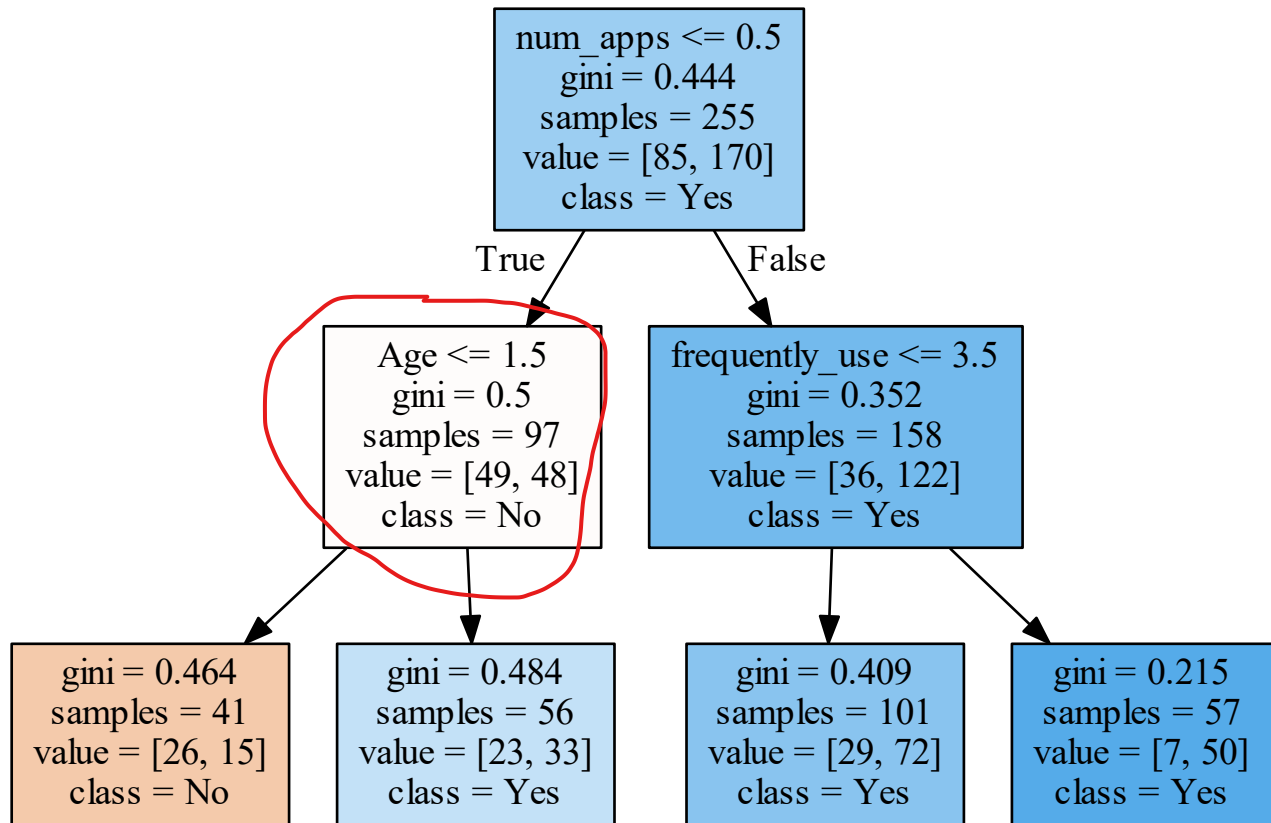 num_apps <= 0.5
gini = 0.444
samples = 255
value = [85, 170]
class = Yes
True
False
Age <= 1.5
gini = 0.5
samples = 97
value = [49, 48]
class = No
frequently_use <= 3.5
gini = 0.352
samples = 158
value = [36, 122]
class = Yes
gini = 0.464
samples = 41
value = [26, 15]
class = No
gini = 0.484
samples = 56
value = [23, 33]
class = Yes
gini = 0.409
samples = 101
value = [29, 72]
class = Yes
gini = 0.215
samples = 57
value = [7, 50]
class = Yes